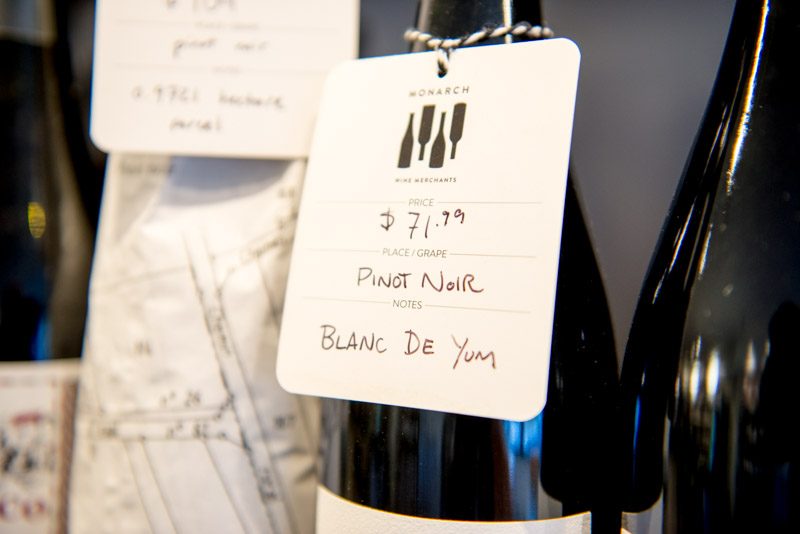 pinot noir
0.9721 hectare
parcel
MONARCH
WINE MERCHANTS
PRICE
$71.99
PLACE / GRAPE
PINOT NOIR
NOTES
BLANC DE YUM
CO.